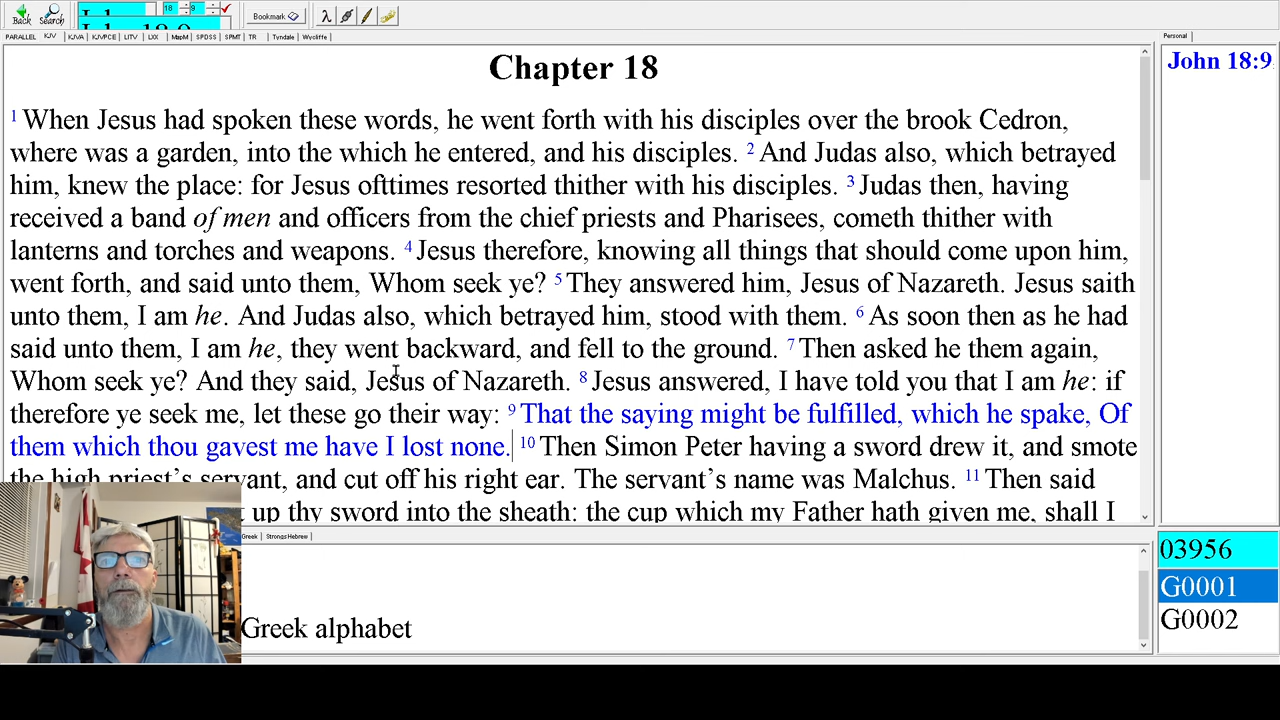 Back
Search
18 9
John 18:9
Bookmark
λ
PARALLEL KJV KJVA KJVPCE LITV LXX MapM SPDSS SPMT TR Tyndale Wycliffe
Personal
John 18:9
Chapter 18
1 When Jesus had spoken these words, he went forth with his disciples over the brook Cedron,
where was a garden, into the which he entered, and his disciples. 2 And Judas also, which betrayed
him, knew the place: for Jesus ofttimes resorted thither with his disciples. 3 Judas then, having
received a band of men and officers from the chief priests and Pharisees, cometh thither with
lanterns and torches and weapons. 4 Jesus therefore, knowing all things that should come upon him,
went forth, and said unto them, Whom seek ye? 5 They answered him, Jesus of Nazareth. Jesus saith
unto them, I am he. And Judas also, which betrayed him, stood with them. 6 As soon then as he had
said unto them, I am he, they went backward, and fell to the ground. 7 Then asked he them again,
Whom seek ye? And they said, Jesus of Nazareth. 8 Jesus answered, I have told you that I am he: if
therefore ye seek me, let these go their way: 9 That the saying might be fulfilled, which he spake, Of
them which thou gavest me have I lost none. 10 Then Simon Peter having a sword drew it, and smote
the high priest’s servant, and cut off his right ear. The servant’s name was Malchus. 11 Then said
up thy sword into the sheath: the cup which my Father hath given me, shall I
Greek StrongsHebrew
Greek alphabet
03956
G0001
G0002